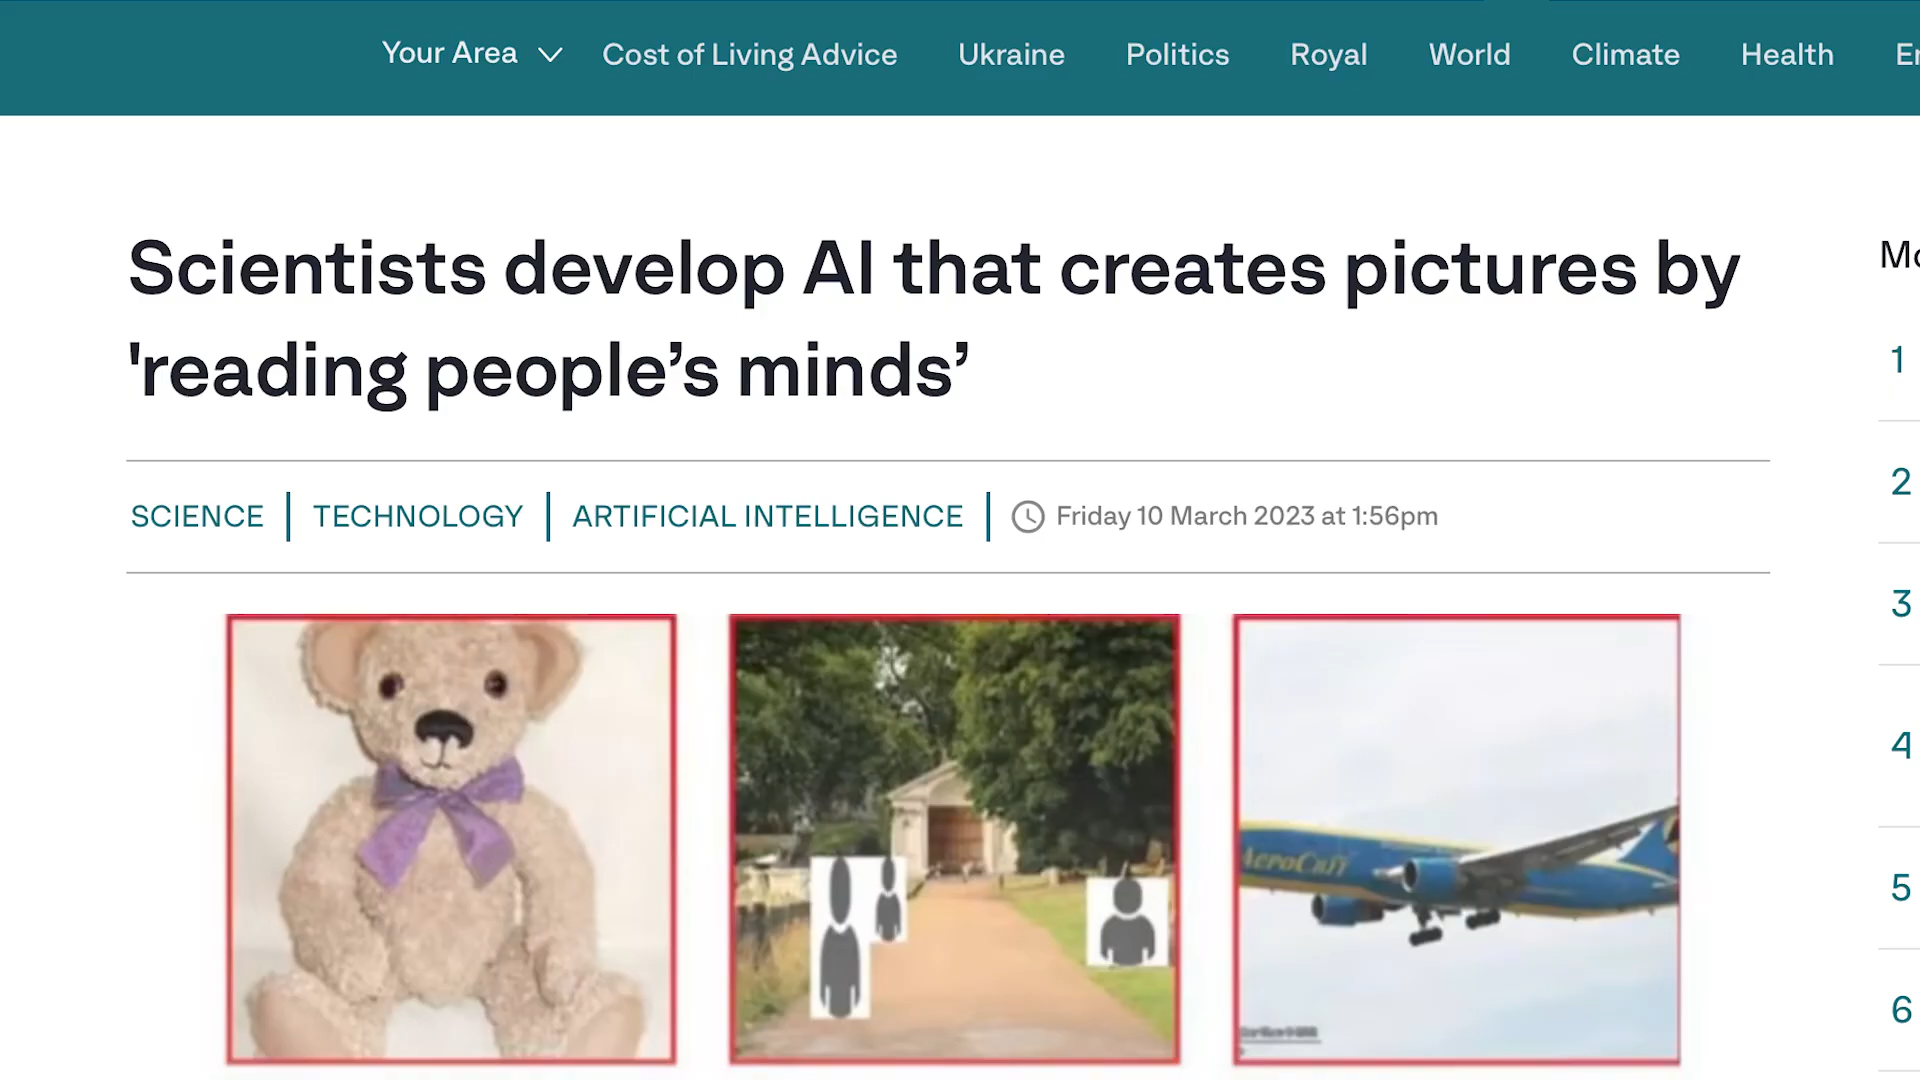 Your Area Cost of Living Advice Ukraine Politics Royal World Climate Health
Scientists develop AI that creates pictures by
'reading people’s minds’
SCIENCE TECHNOLOGY ARTIFICIAL INTELLIGENCE Friday 10 March 2023 at 1:56pm
1
2
3
4
5
6